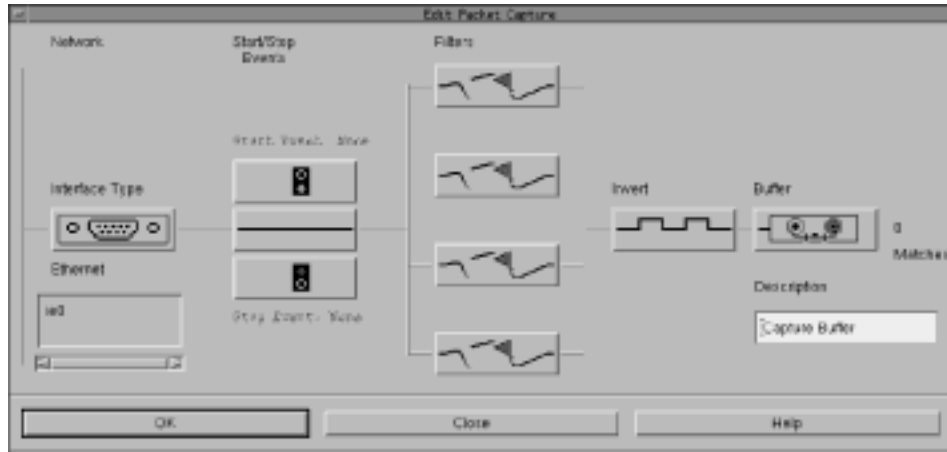 Edit Packet Capture
Network
Start/Stop
Events
Filters
Start Event: None
Interface Type
Invert
Buffer
0
Matches
Ethernet
Description
ie0
Stop Event: None
Capture Buffer
OK
Close
Help